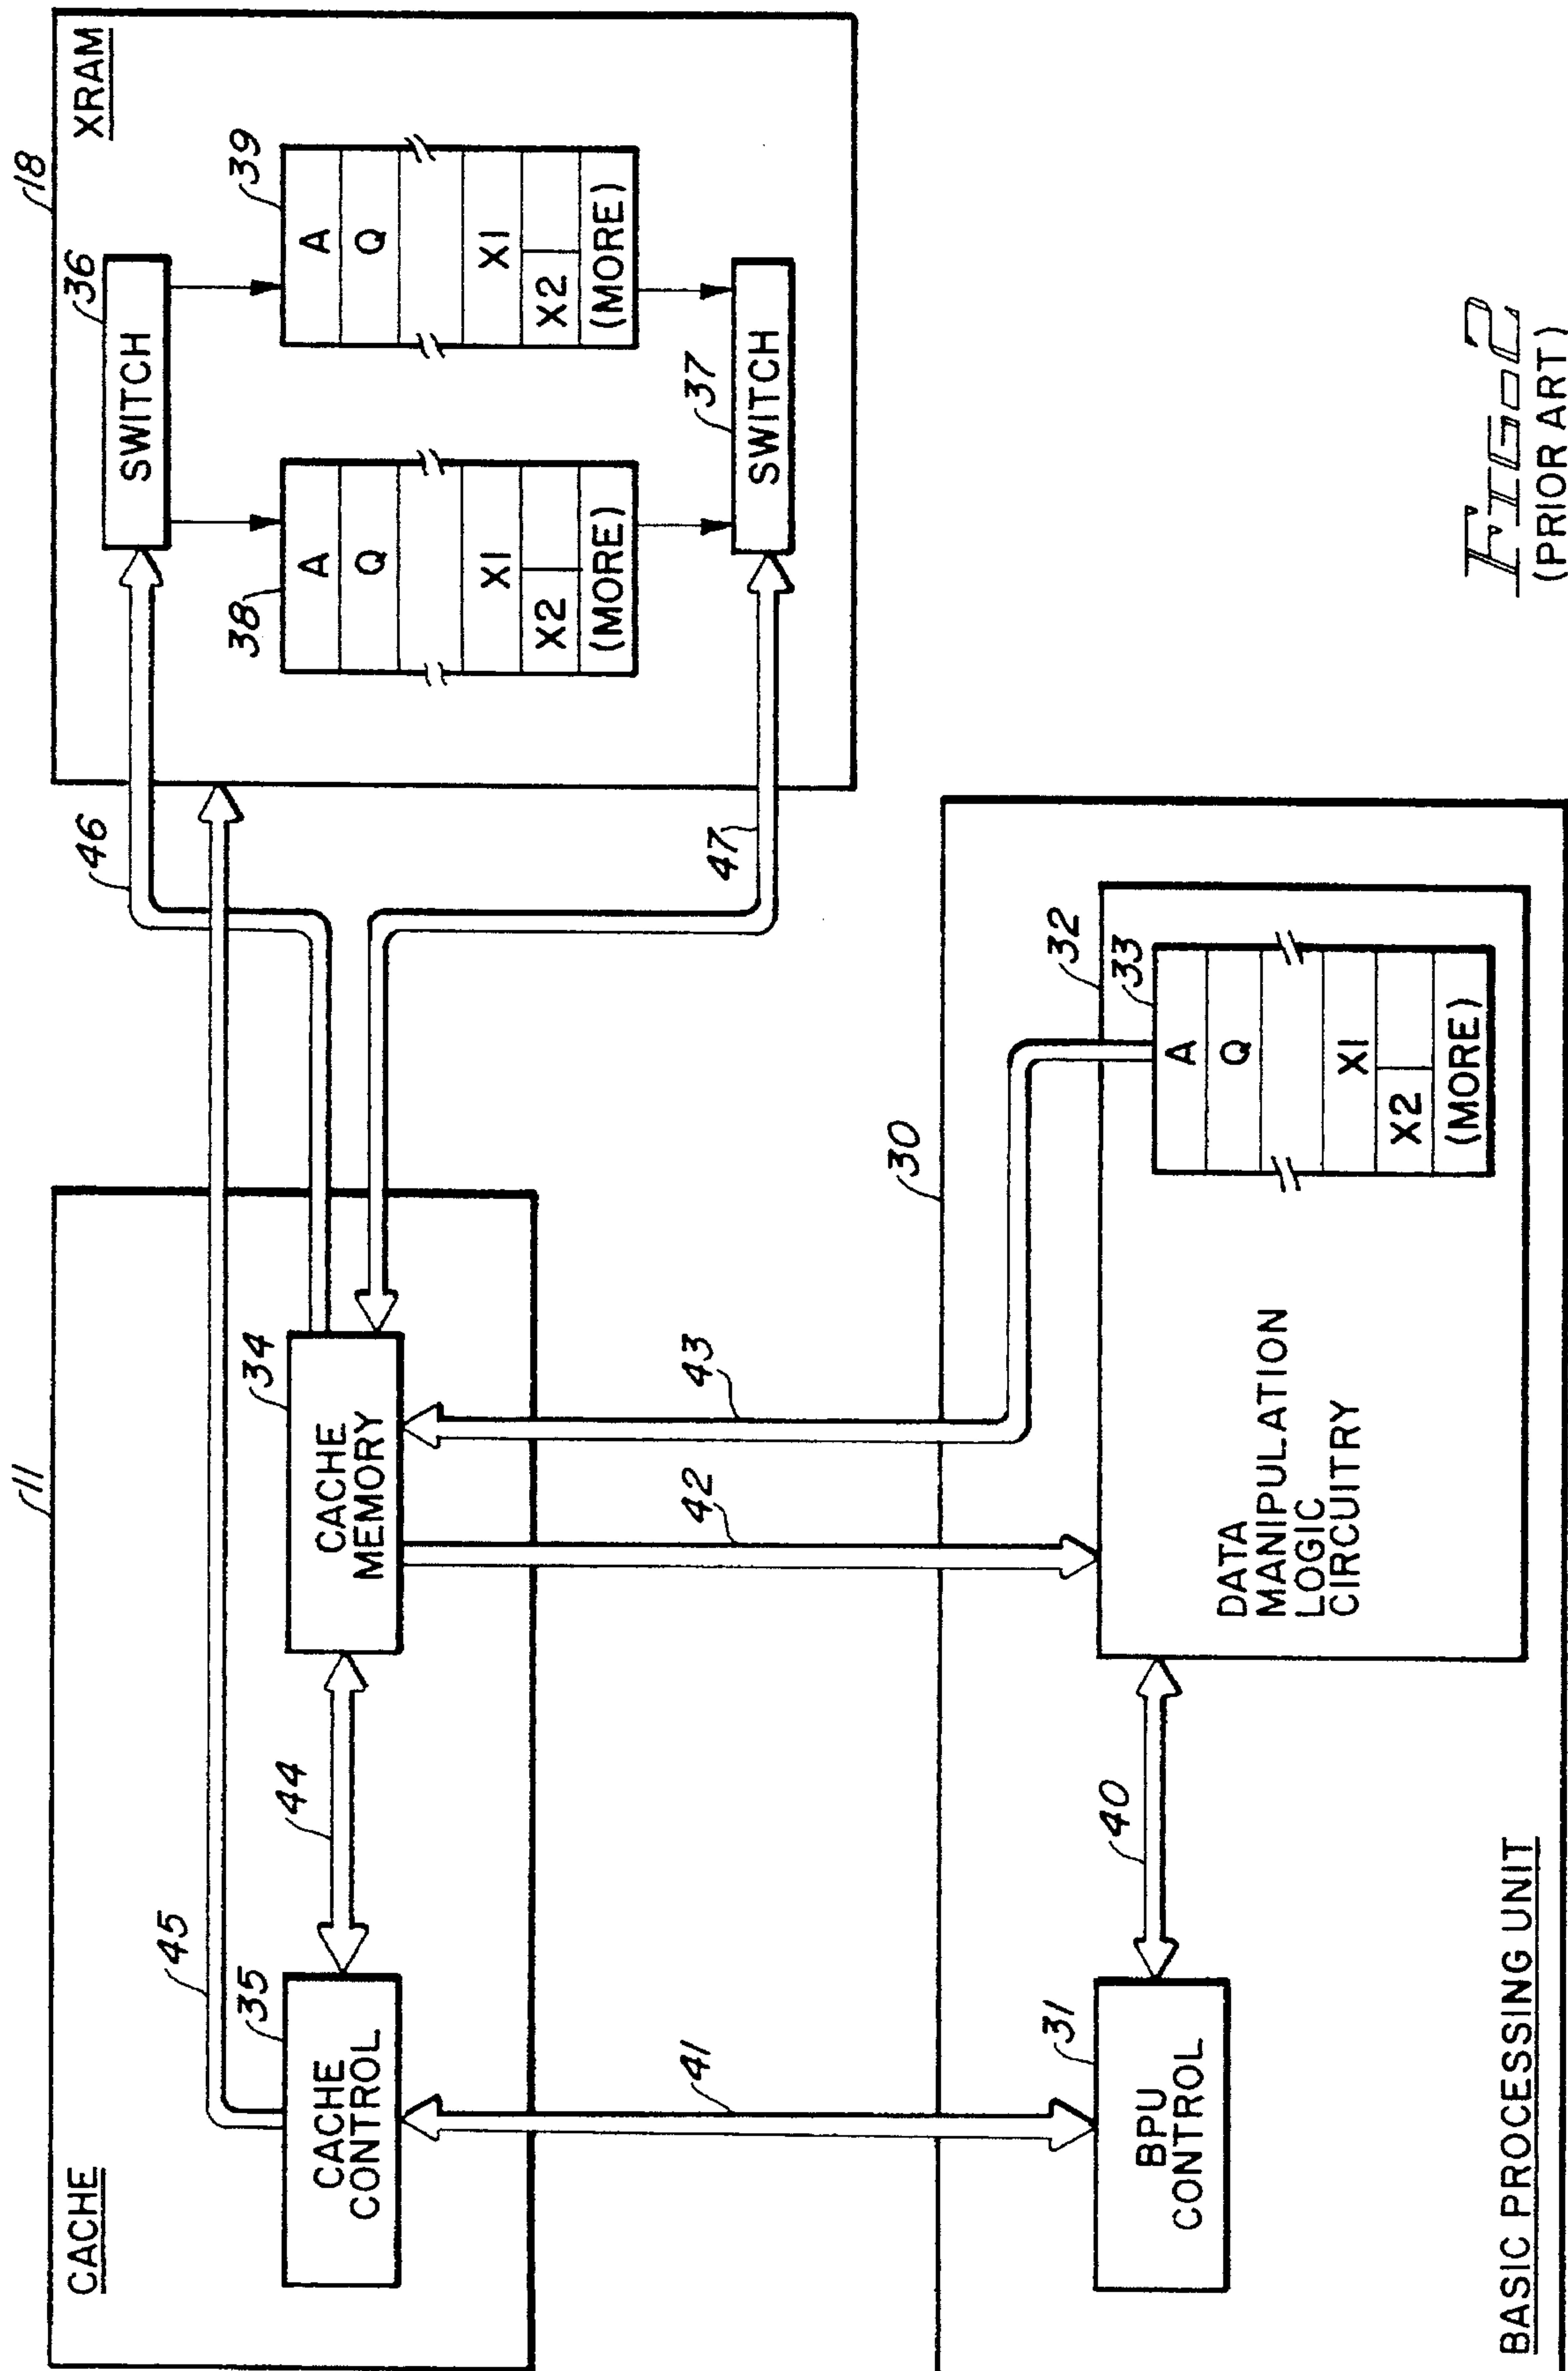 11
CACHE
45
35
CACHE
CONTROL
44
34
CACHE
MEMORY
46
47
18
XRAM
36
SWITCH
38
A
Q
X1
X2
(MORE)
39
A
Q
X1
X2
(MORE)
37
SWITCH
41
42
43
30
31
BPU
CONTROL
40
32
33
A
Q
X1
X2
(MORE)
DATA
MANIPULATION
LOGIC
CIRCUITRY
BASIC PROCESSING UNIT
FIG-2
(PRIOR ART)